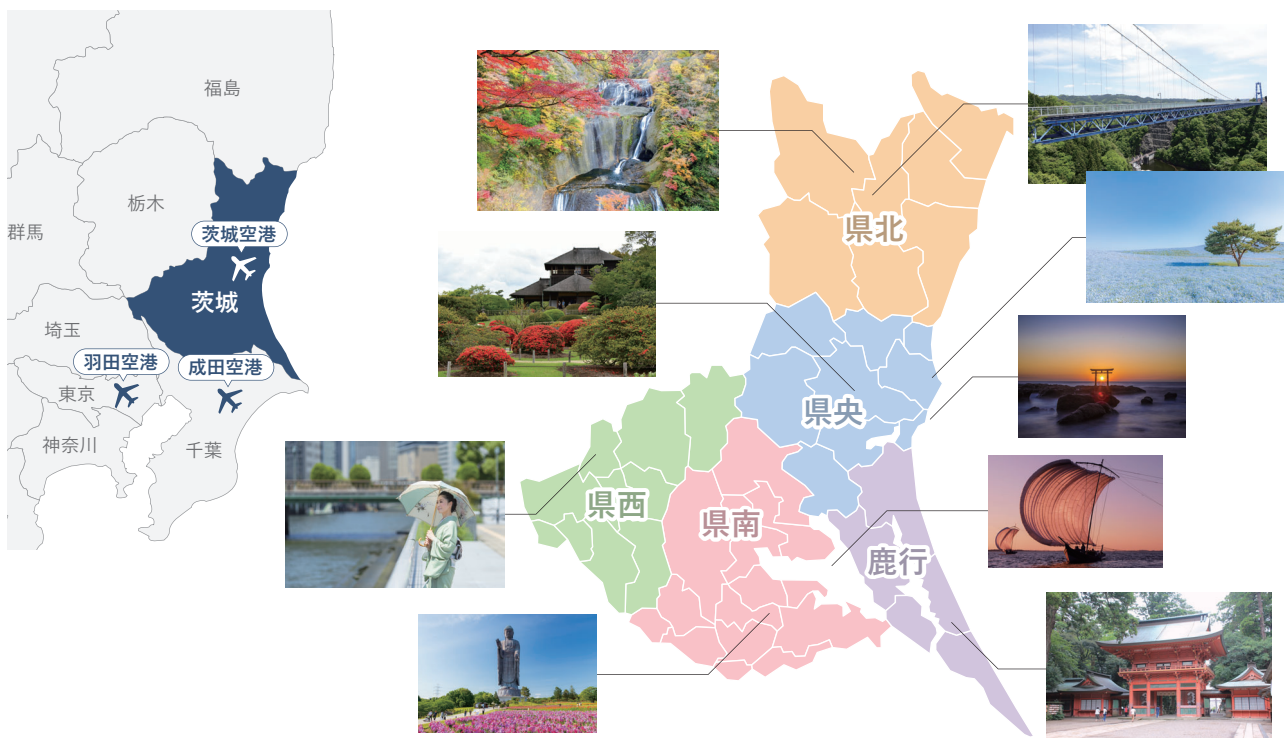 福島
栃木
群馬
茨城空港
茨城
埼玉
羽田空港
成田空港
東京
神奈川
千葉
県北
県央
県西
県南
鹿行